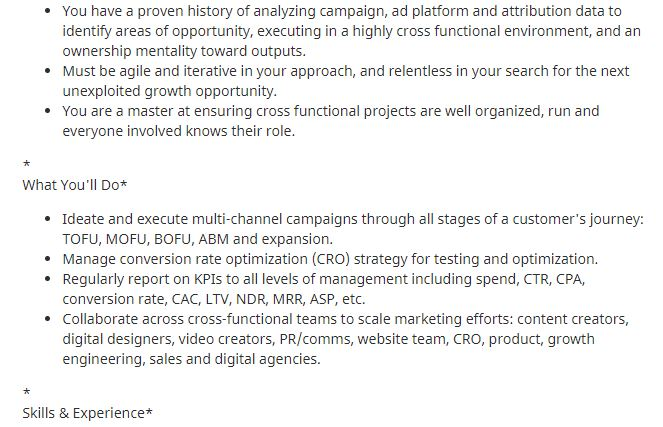 • You have a proven history of analyzing campaign, ad platform and attribution data to
identify areas of opportunity, executing in a highly cross functional environment, and an
ownership mentality toward outputs.
• Must be agile and iterative in your approach, and relentless in your search for the next
unexploited growth opportunity.
• You are a master at ensuring cross functional projects are well organized, run and
everyone involved knows their role.
*
What You'll Do*
• Ideate and execute multi-channel campaigns through all stages of a customer's journey:
TOFU, MOFU, BOFU, ABM and expansion.
• Manage conversion rate optimization (CRO) strategy for testing and optimization.
• Regularly report on KPIs to all levels of management including spend, CTR, CPA,
conversion rate, CAC, LTV, NDR, MRR, ASP, etc.
• Collaborate across cross-functional teams to scale marketing efforts: content creators,
digital designers, video creators, PR/comms, website team, CRO, product, growth
engineering, sales and digital agencies.
*
Skills & Experience*